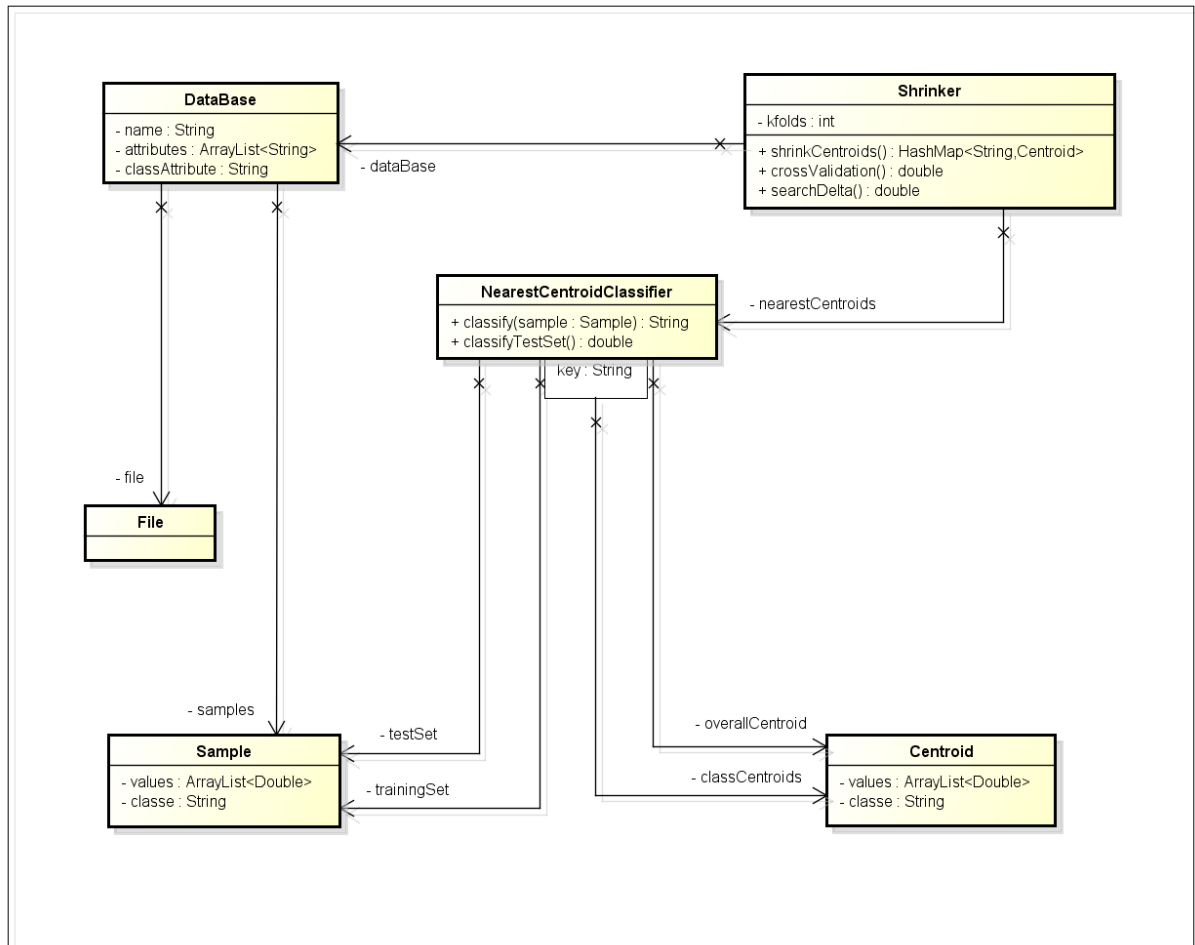 DataBase
- name : String
- attributes : ArrayList<String>
- classAttribute : String
Shrinker
- kfolds : int
+ shrinkCentroids() : HashMap<String,Centroid>
+ crossValidation() : double
+ searchDelta() : double
- dataBase
NearestCentroidClassifier
+ classify(sample : Sample) : String
+ classifyTestSet() : double
key : String
- nearestCentroids
- file
File
- samples
Sample
- values : ArrayList<Double>
- classe : String
- testSet
- trainingSet
- overallCentroid
- classCentroids
Centroid
- values : ArrayList<Double>
- classe : String